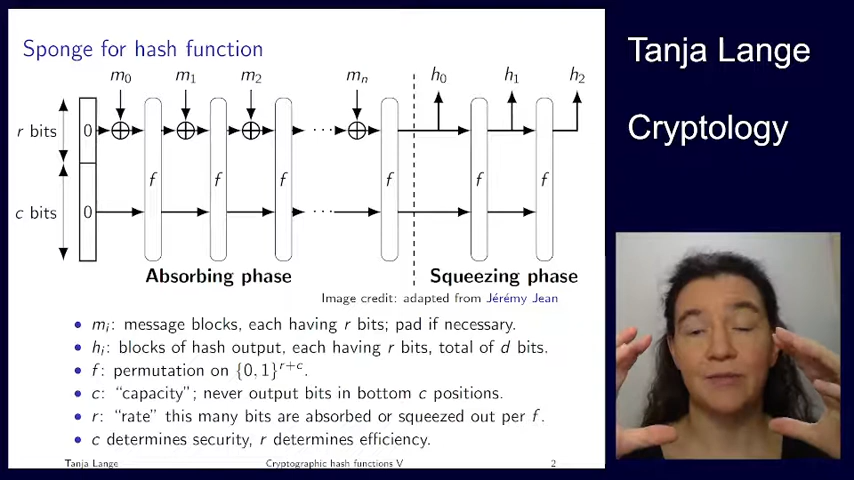 Sponge for hash function
m0 m1 m2 mn h0 h1 h2
r bits 0 ··· 
f f f f f f
c bits 0 ···
Absorbing phase Squeezing phase
Image credit: adapted from Jérémy Jean
• mi: message blocks, each having r bits; pad if necessary.
• hi: blocks of hash output, each having r bits, total of d bits.
• f: permutation on {0, 1}^r+c.
• c: “capacity”; never output bits in bottom c positions.
• r: “rate” this many bits are absorbed or squeezed out per f.
• c determines security, r determines efficiency.
Tanja Lange Cryptographic hash functions V 2
Tanja Lange
Cryptology